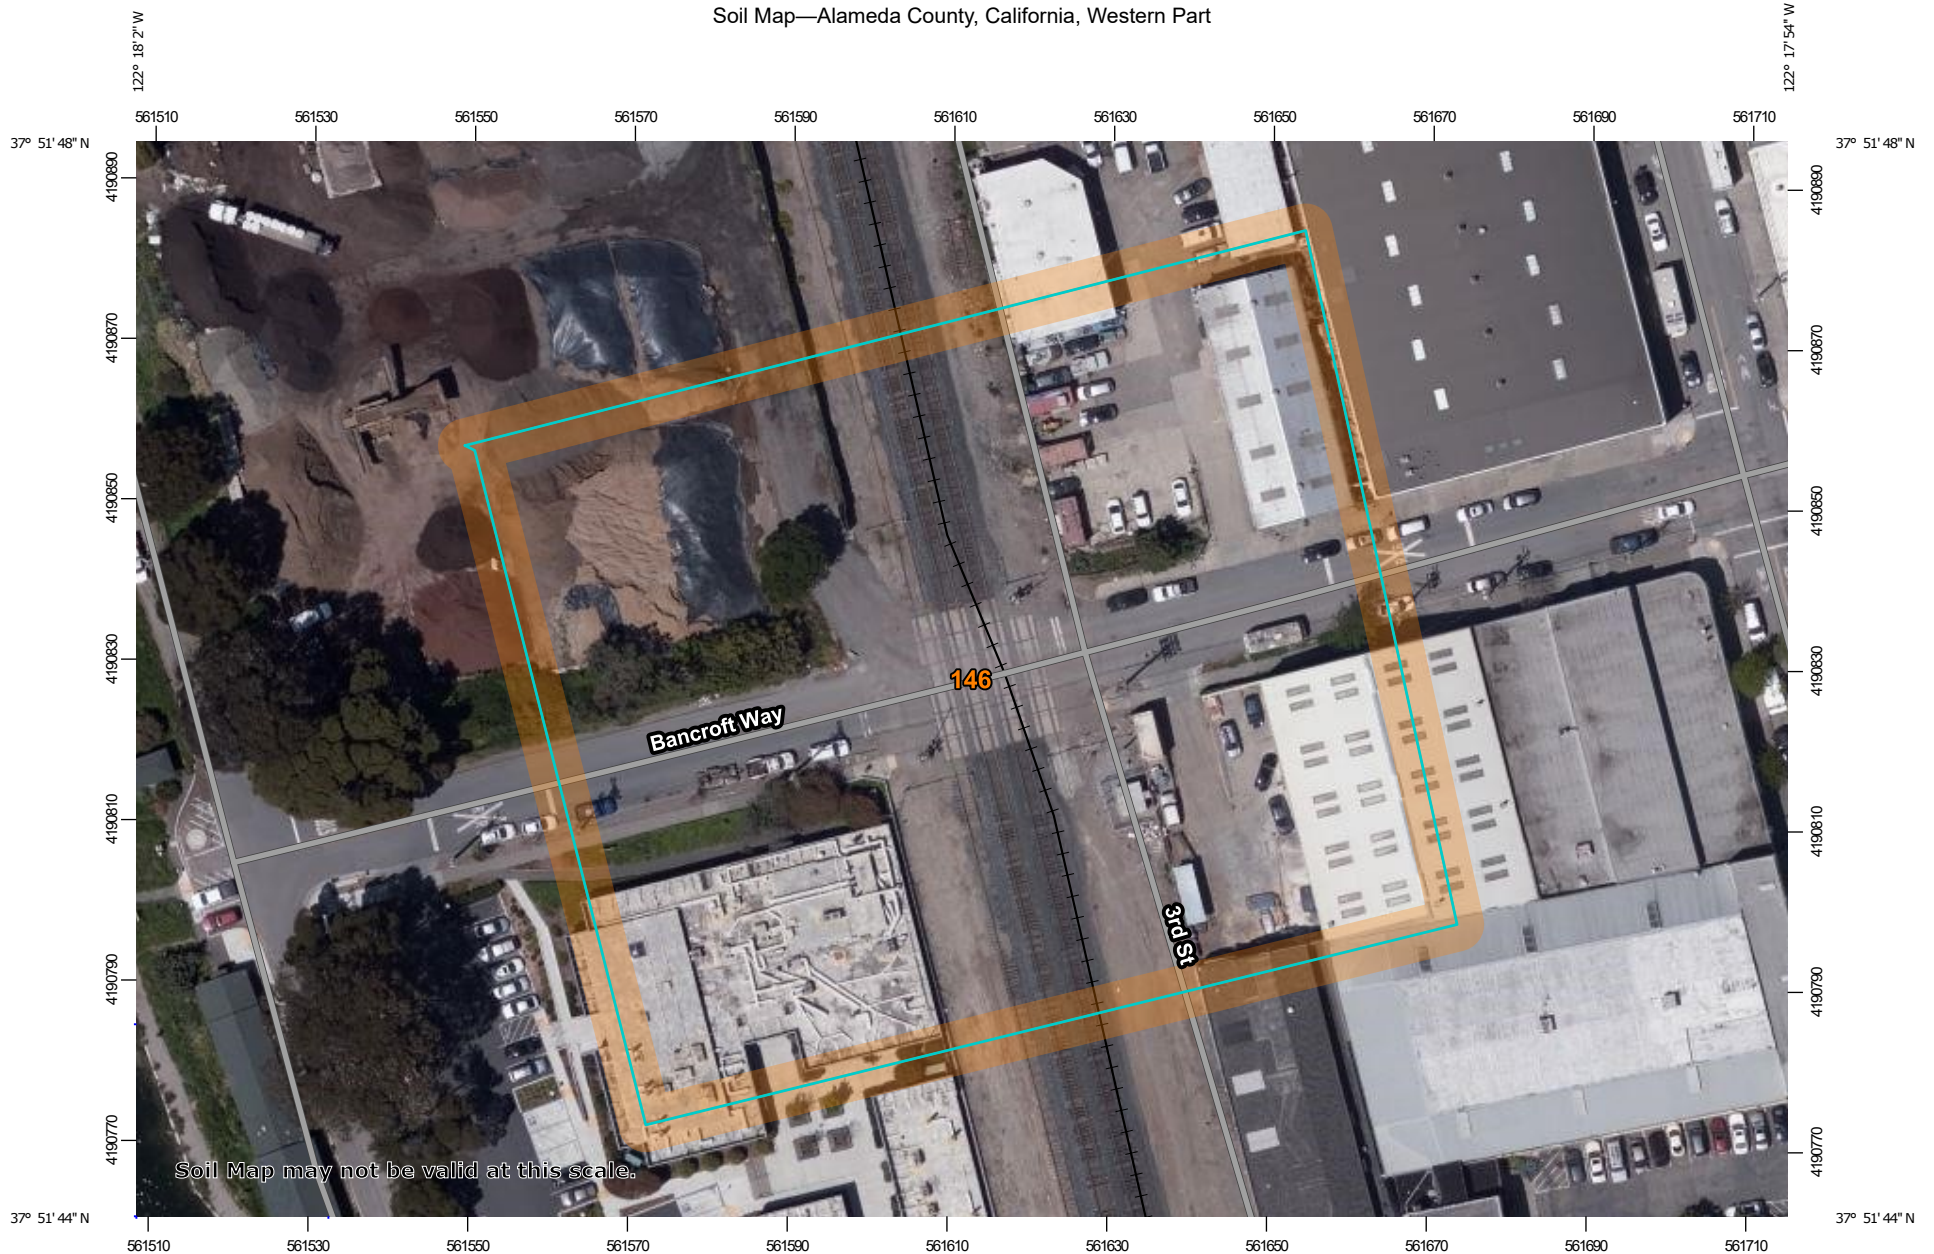 Soil Map—Alameda County, California, Western Part
122° 18' 2" W
122° 17' 54" W
561510 561530 561550 561570 561590 561610 561630 561650 561670 561690 561710
37° 51' 48" N
37° 51' 48" N
4190890
4190890
4190870
4190870
4190850
4190850
4190830
4190830
146
Bancroft Way
4190810
4190810
3rd St
4190790
4190790
4190770
4190770
Soil Map may not be valid at this scale.
37° 51' 44" N
37° 51' 44" N
561510 561530 561550 561570 561590 561610 561630 561650 561670 561690 561710